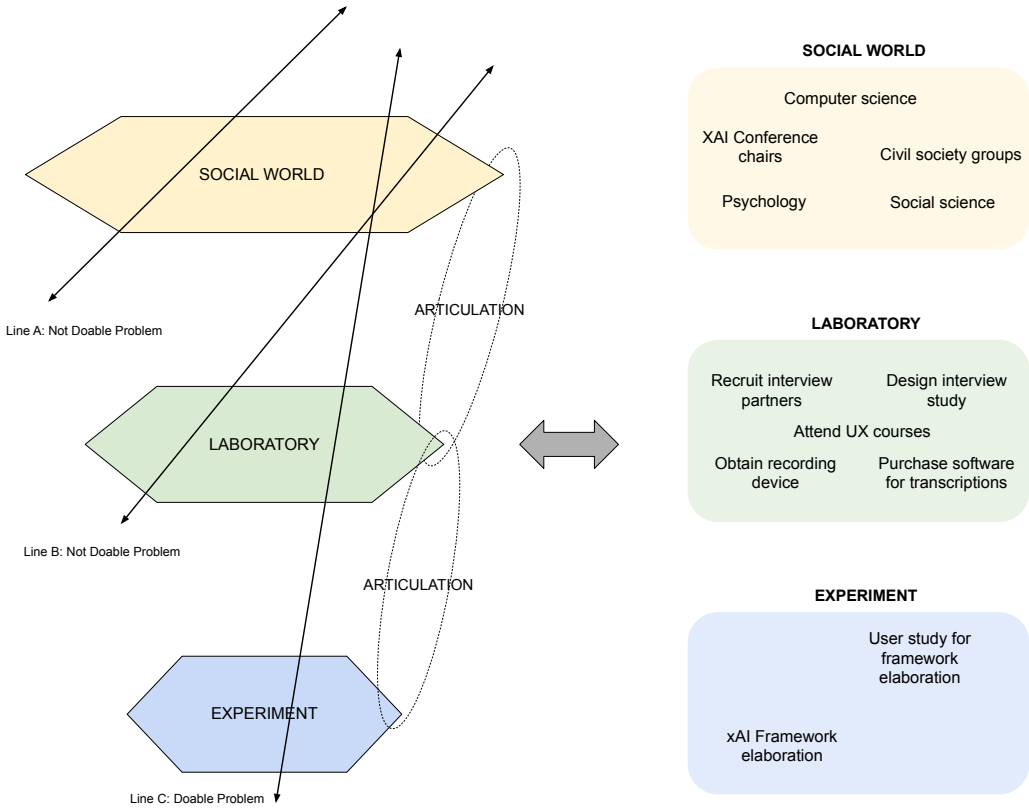 SOCIAL WORLD
ARTICULATION
Line A: Not Doable Problem
LABORATORY
Line B: Not Doable Problem
ARTICULATION
EXPERIMENT
Line C: Doable Problem
SOCIAL WORLD
Computer science
XAI Conference
chairs
Civil society groups
Psychology
Social science
LABORATORY
Recruit interview
partners
Design interview
study
Attend UX courses
Obtain recording
device
Purchase software
for transcriptions
EXPERIMENT
User study for
framework
elaboration
xAI Framework
elaboration